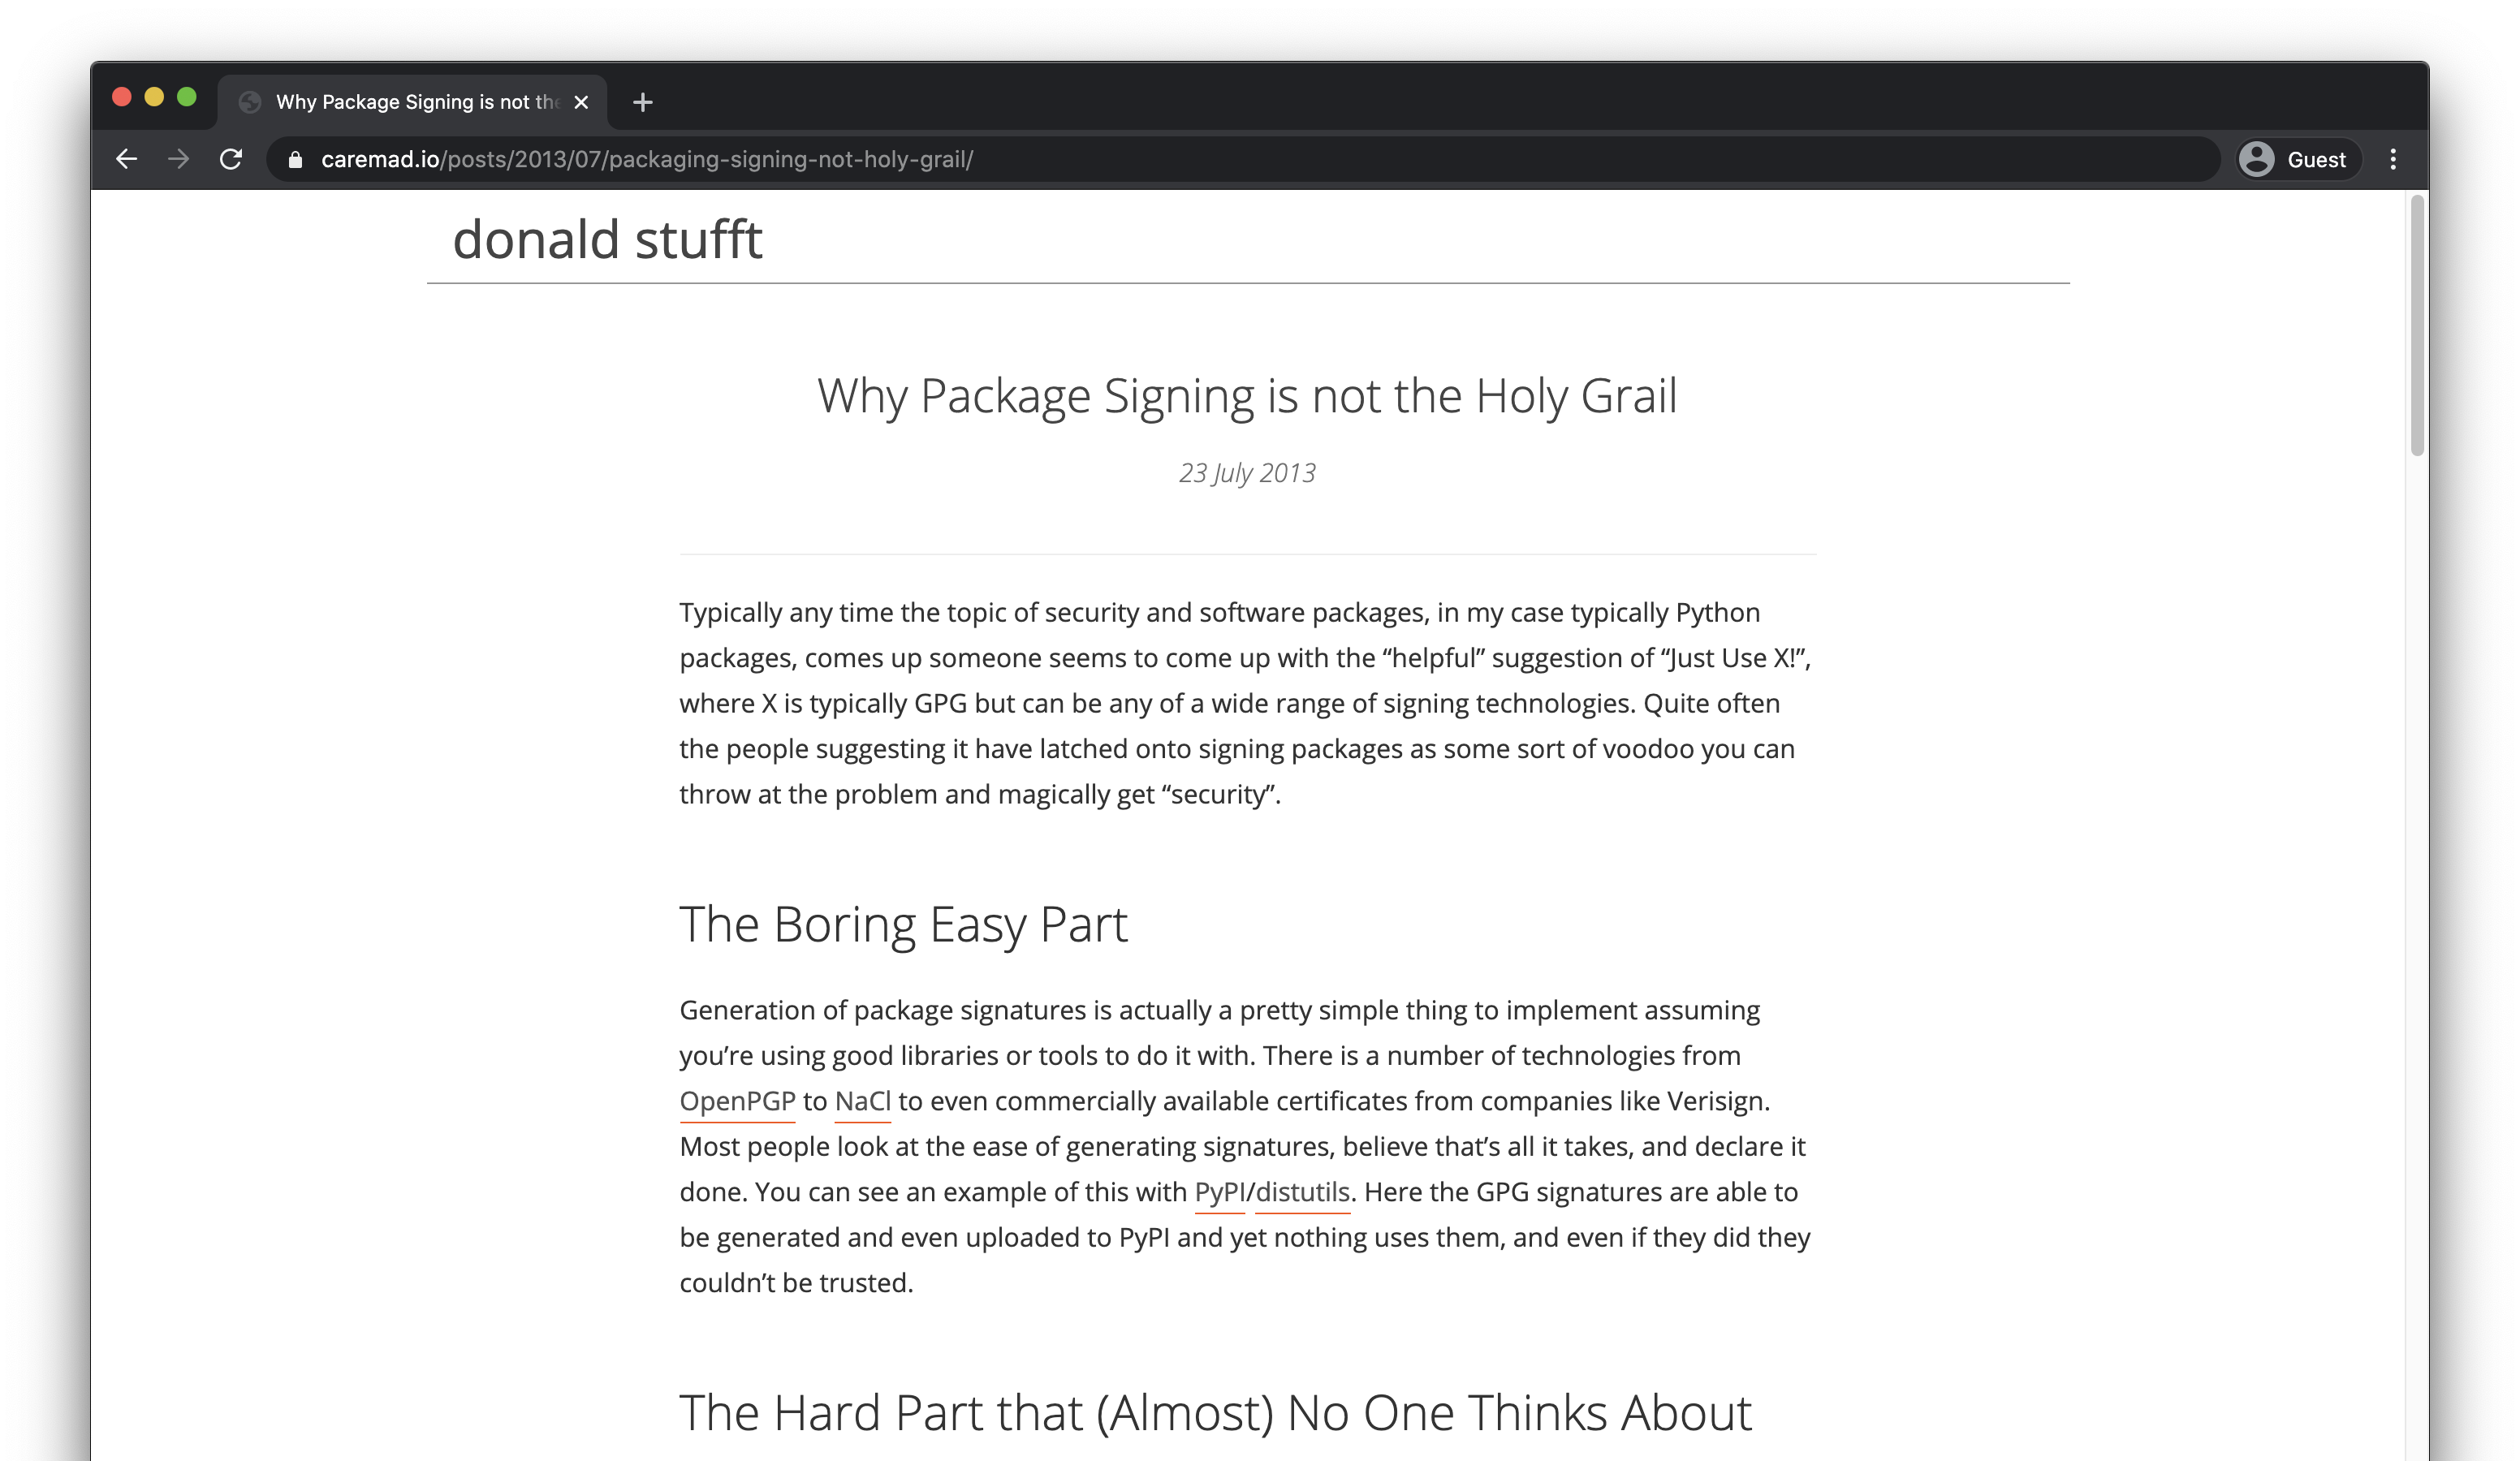 Why Package Signing is not the
caremad.io/posts/2013/07/packaging-signing-not-holy-grail/
Guest
donald stufft
Why Package Signing is not the Holy Grail
23 July 2013
Typically any time the topic of security and software packages, in my case typically Python
packages, comes up someone seems to come up with the “helpful” suggestion of “Just Use X!”,
where X is typically GPG but can be any of a wide range of signing technologies. Quite often
the people suggesting it have latched onto signing packages as some sort of voodoo you can
throw at the problem and magically get “security”.
The Boring Easy Part
Generation of package signatures is actually a pretty simple thing to implement assuming
you’re using good libraries or tools to do it with. There is a number of technologies from
OpenPGP to NaCl to even commercially available certificates from companies like Verisign.
Most people look at the ease of generating signatures, believe that’s all it takes, and declare it
done. You can see an example of this with PyPI/distutils. Here the GPG signatures are able to
be generated and even uploaded to PyPI and yet nothing uses them, and even if they did they
couldn’t be trusted.
The Hard Part that (Almost) No One Thinks About